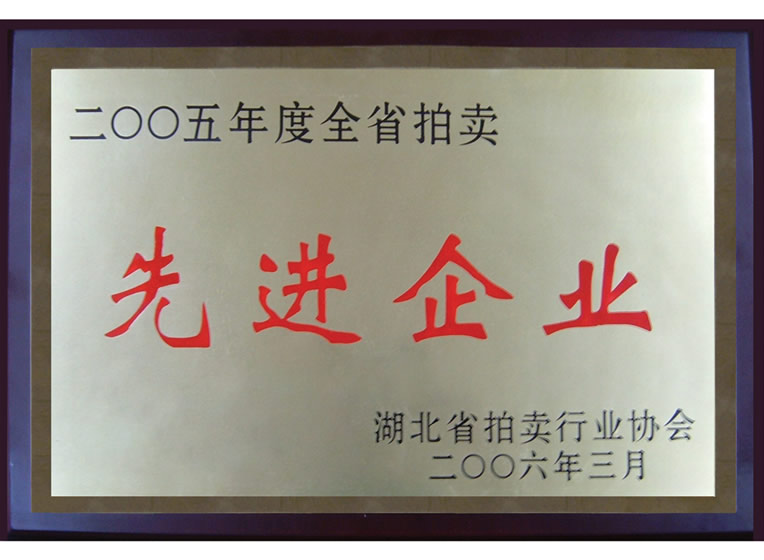 二〇〇五年度全省拍卖
先进企业
湖北省拍卖行业协会
二〇〇六年三月